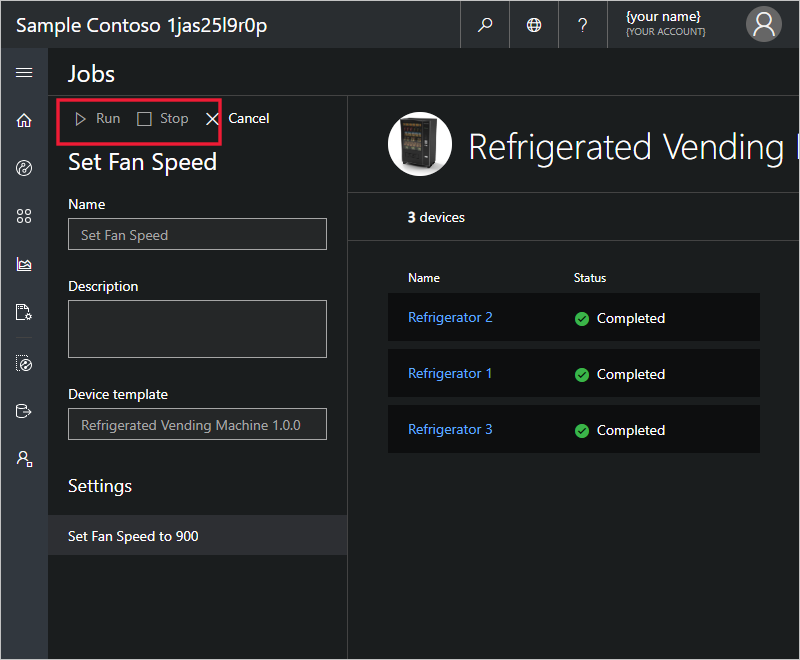 Sample Contoso 1jas25l9r0p
?
{your name}
{YOUR ACCOUNT}
Jobs
Run
Stop
Cancel
Set Fan Speed
Name
Set Fan Speed
Description
Device template
Refrigerated Vending Machine 1.0.0
Settings
Set Fan Speed to 900
Refrigerated Vending
3 devices
Name Status
Refrigerator 2 Completed
Refrigerator 1 Completed
Refrigerator 3 Completed